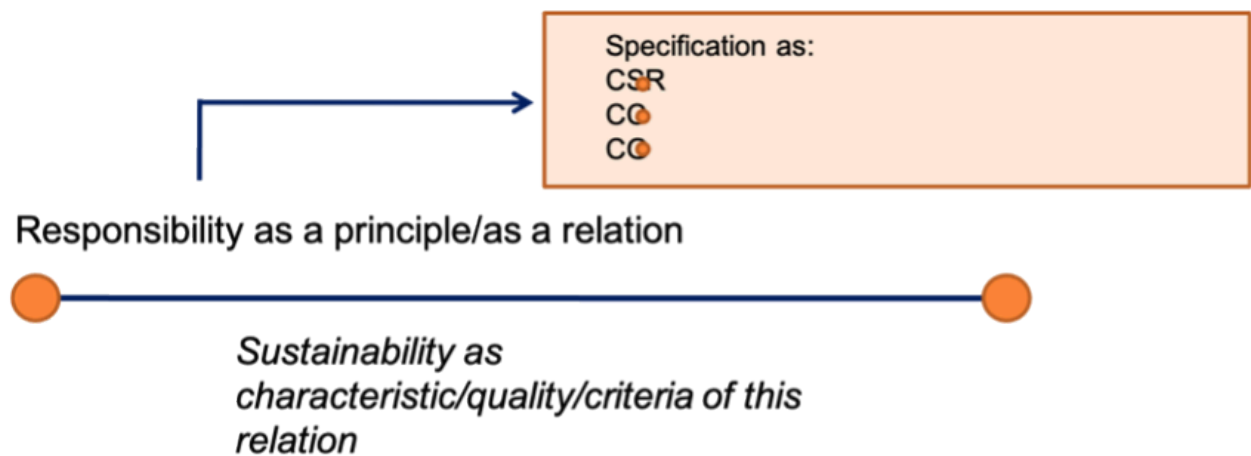 Specification as:
CSR
Responsibility as a principle/as a relation
Sustainability as
characteristic/quality/criteria of this
relation